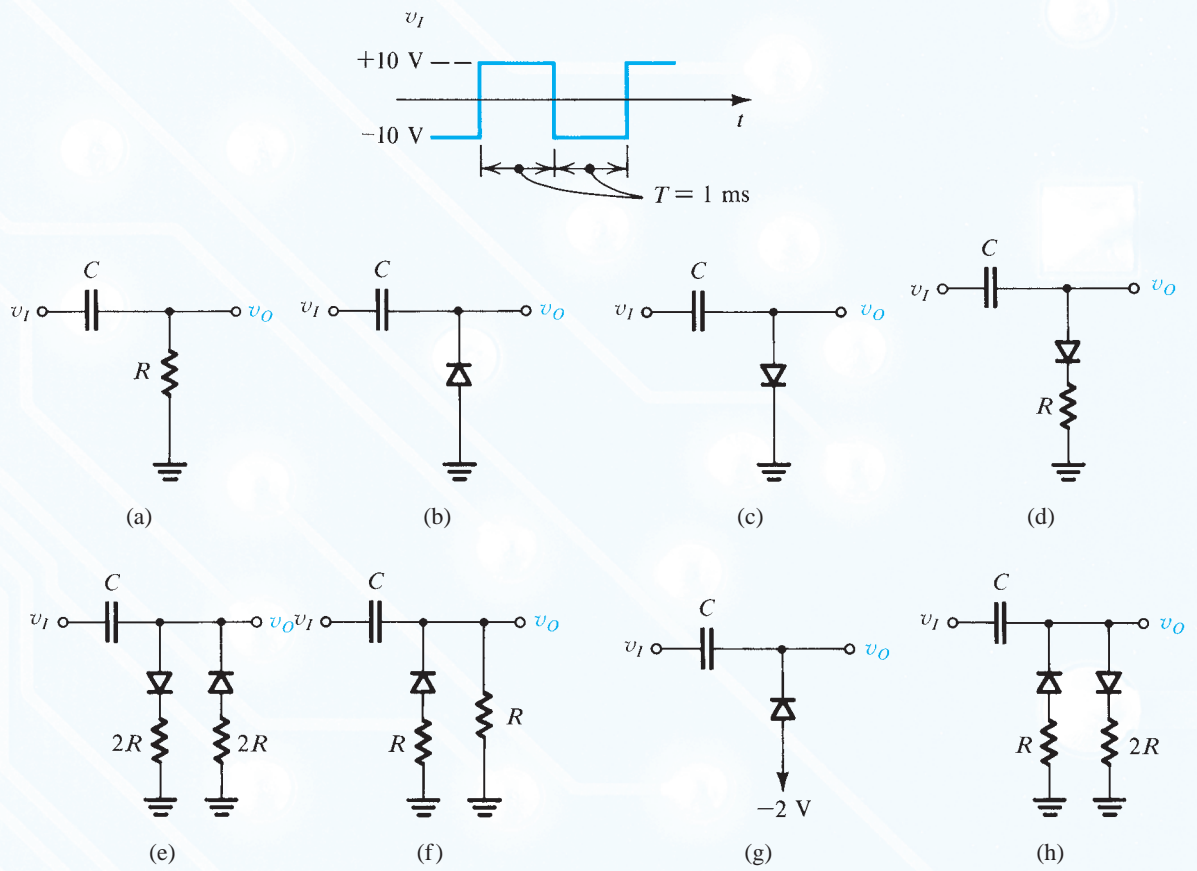 v_I
+10 V
t
−10 V
T = 1 ms
C
v_I
v_O
R
(a)
C
v_I
v_O
(b)
C
v_I
v_O
(c)
C
v_I
v_O
R
(d)
C
v_I
v_O
2R
2R
(e)
C
v_I
v_O
R
R
(f)
C
v_I
v_O
−2 V
(g)
C
v_I
v_O
R
2R
(h)